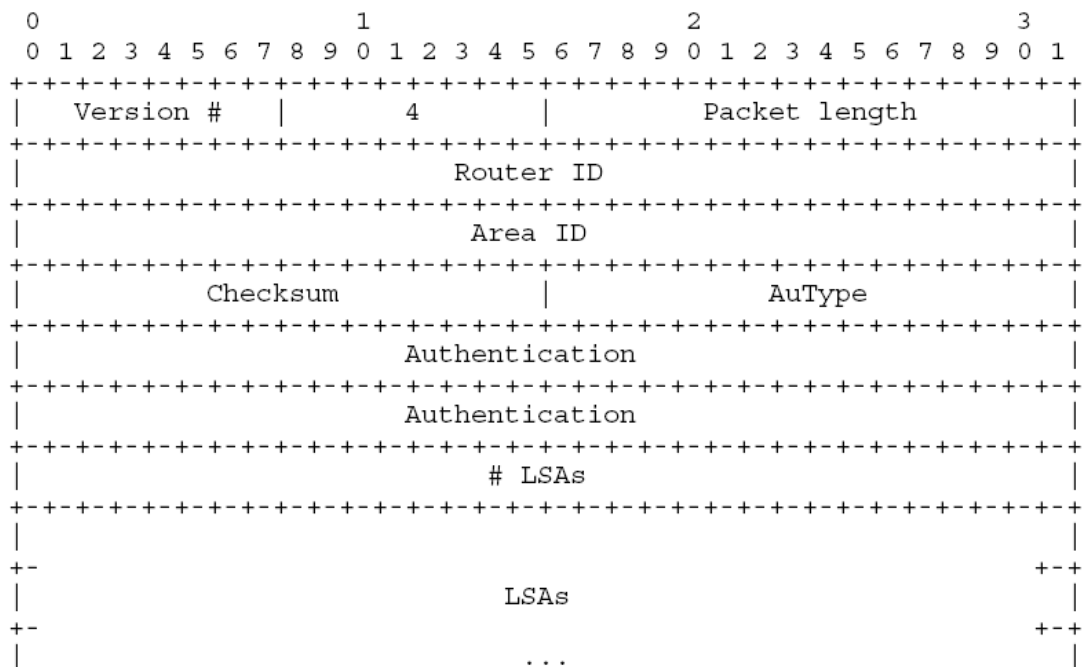 0                   1                   2                   3
0 1 2 3 4 5 6 7 8 9 0 1 2 3 4 5 6 7 8 9 0 1 2 3 4 5 6 7 8 9 0 1
+-+-+-+-+-+-+-+-+-+-+-+-+-+-+-+-+-+-+-+-+-+-+-+-+-+-+-+-+-+-+-+-+
|   Version #   |       4       |         Packet length         |
+-+-+-+-+-+-+-+-+-+-+-+-+-+-+-+-+-+-+-+-+-+-+-+-+-+-+-+-+-+-+-+-+
|                          Router ID                            |
+-+-+-+-+-+-+-+-+-+-+-+-+-+-+-+-+-+-+-+-+-+-+-+-+-+-+-+-+-+-+-+-+
|                           Area ID                             |
+-+-+-+-+-+-+-+-+-+-+-+-+-+-+-+-+-+-+-+-+-+-+-+-+-+-+-+-+-+-+-+-+
|           Checksum            |             AuType            |
+-+-+-+-+-+-+-+-+-+-+-+-+-+-+-+-+-+-+-+-+-+-+-+-+-+-+-+-+-+-+-+-+
|                       Authentication                          |
+-+-+-+-+-+-+-+-+-+-+-+-+-+-+-+-+-+-+-+-+-+-+-+-+-+-+-+-+-+-+-+-+
|                       Authentication                          |
+-+-+-+-+-+-+-+-+-+-+-+-+-+-+-+-+-+-+-+-+-+-+-+-+-+-+-+-+-+-+-+-+
|                            # LSAs                             |
+-+-+-+-+-+-+-+-+-+-+-+-+-+-+-+-+-+-+-+-+-+-+-+-+-+-+-+-+-+-+-+-+
|                                                               |
+-                                                            +-+
|                             LSAs                              |
+-                                                            +-+
|                              ...                              |